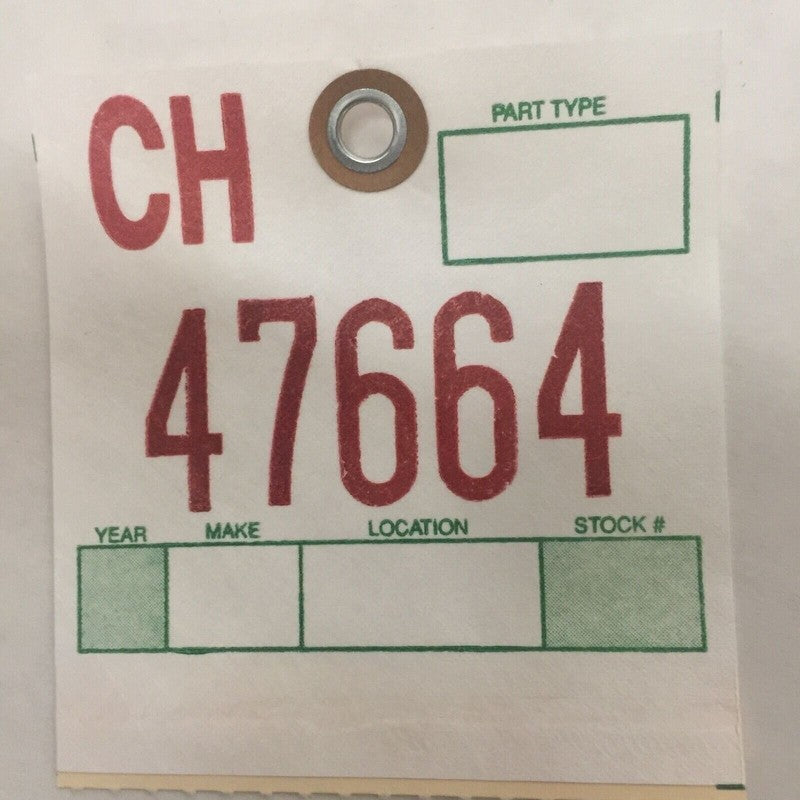 CH
PART TYPE
47664
YEAR MAKE LOCATION STOCK #